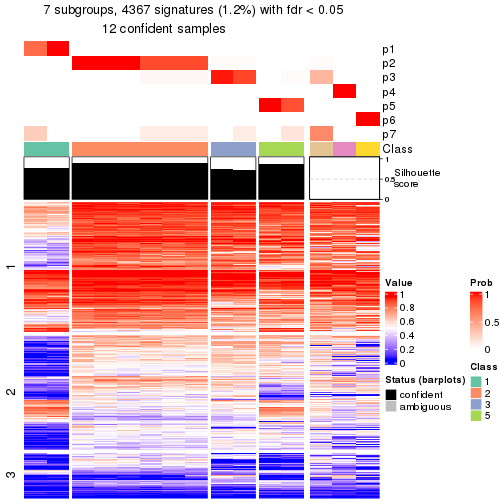 7 subgroups, 4367 signatures (1.2%) with fdr < 0.05
12 confident samples
p1
p2
p3
p4
p5
p6
p7
Class
1
0.5
0
Silhouette
score
1
2
3
Value
1
0.8
0.6
0.4
0.2
0
Prob
1
0.5
0
Status (barplots)
confident
ambiguous
Class
1
2
3
5